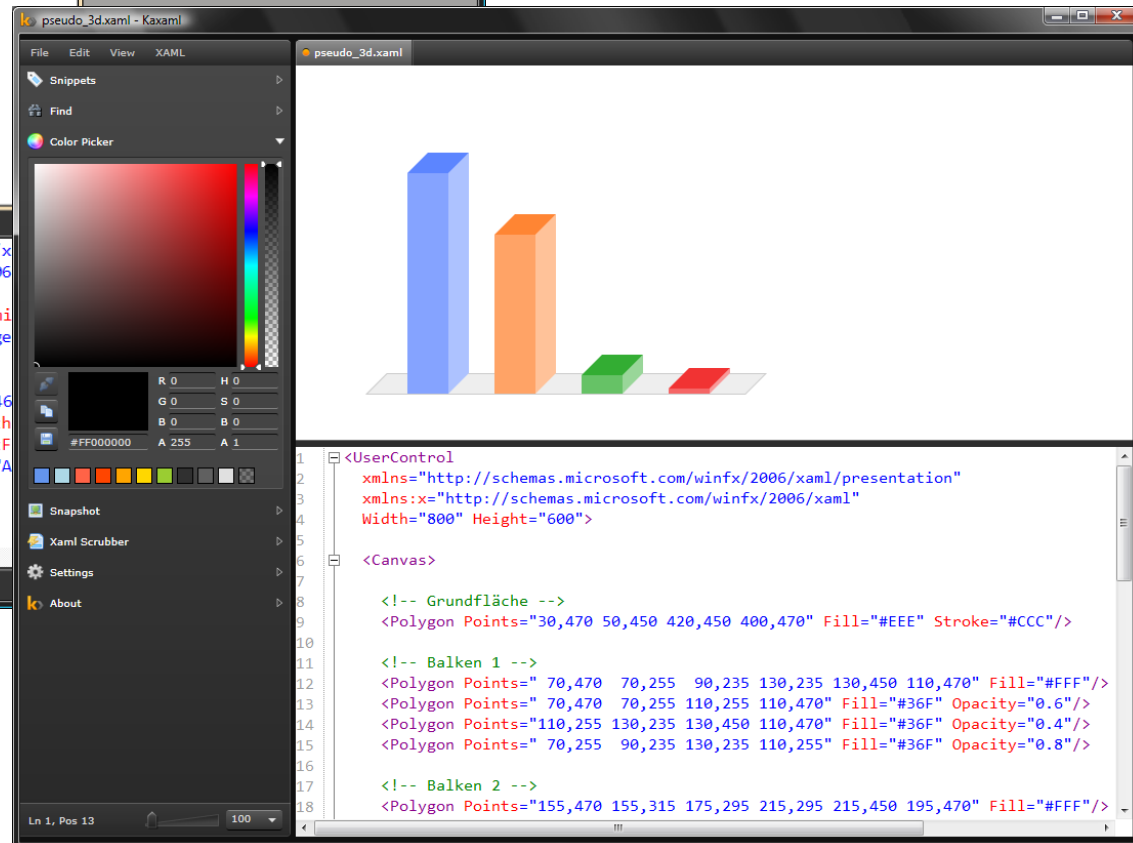 pseudo_3d.xaml - Kaxaml
File Edit View XAML
pseudo_3d.xaml
Snippets
Find
Color Picker
R 0 H 0
G 0 S 0
B 0 B 0
#FF000000 A 255 A 1
Snapshot
Xaml Scrubber
Settings
About
Ln 1, Pos 13 100
1 <UserControl
2 xmlns="http://schemas.microsoft.com/winfx/2006/xaml/presentation"
3 xmlns:x="http://schemas.microsoft.com/winfx/2006/xaml"
4 Width="800" Height="600">
5
6 <Canvas>
7
8 <!-- Grundfläche -->
9 <Polygon Points="30,470 50,450 420,450 400,470" Fill="#EEE" Stroke="#CCC"/>
10
11 <!-- Balken 1 -->
12 <Polygon Points=" 70,470  70,255  90,235 130,235 130,450 110,470" Fill="#FFF"/>
13 <Polygon Points=" 70,470  70,255 110,255 110,470" Fill="#36F" Opacity="0.6"/>
14 <Polygon Points="110,255 130,235 130,450 110,470" Fill="#36F" Opacity="0.4"/>
15 <Polygon Points=" 70,255  90,235 130,235 110,255" Fill="#36F" Opacity="0.8"/>
16
17 <!-- Balken 2 -->
18 <Polygon Points="155,470 155,315 175,295 215,295 215,450 195,470" Fill="#FFF"/>